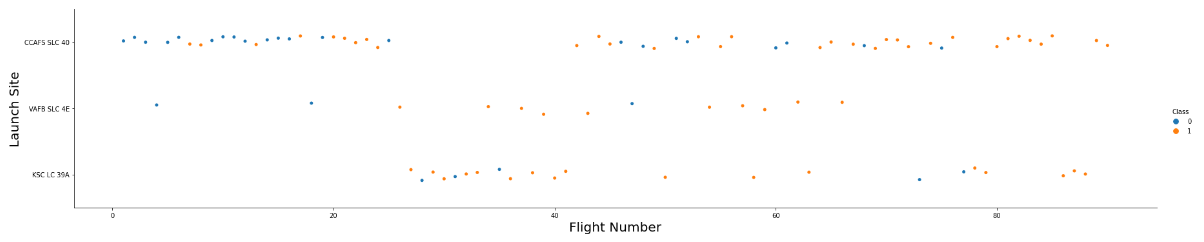 CCAFS SLC 40
VAFB SLC 4E
KSC LC 39A
Launch Site
0 20 40 60 80
Flight Number
Class
0
1